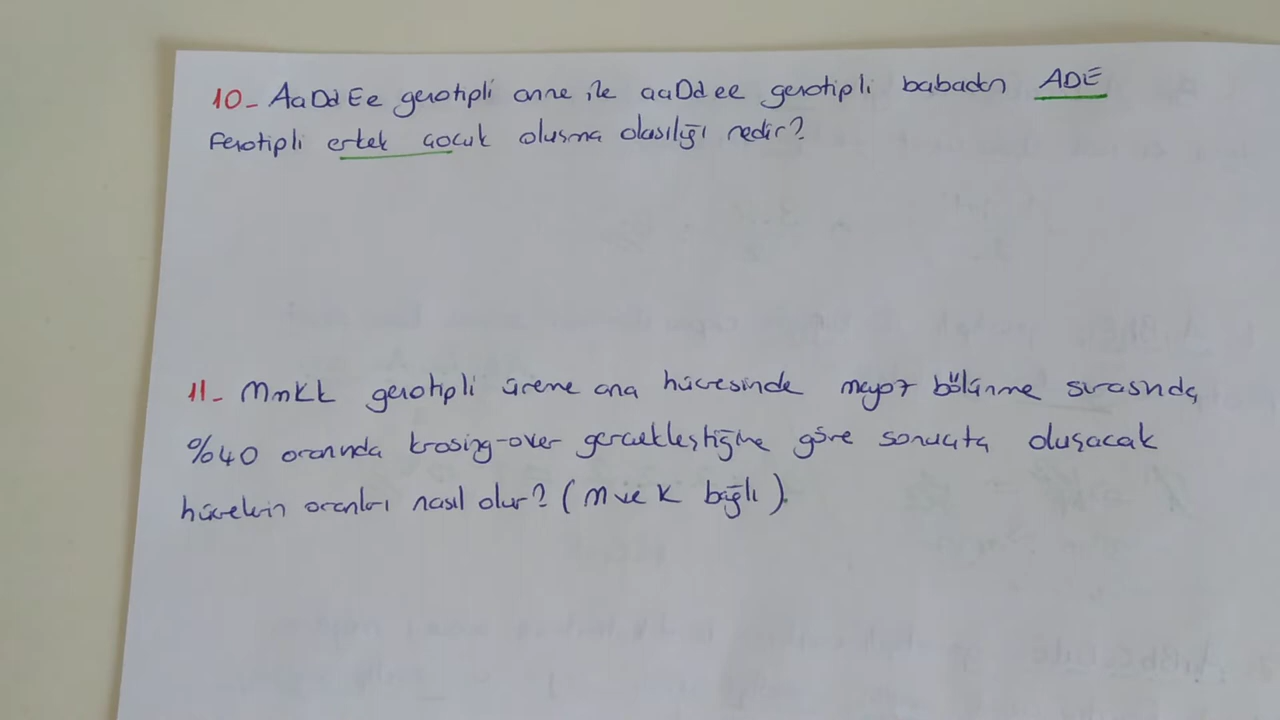 10- AaDdEe genotipli anne ile aaDdee genotipli babadan ADE
fenotipli erkek çocuk oluşma olasılığı nedir?
11- MmKk genotipli üreme ana hücresinde mayoz bölünme sırasında
%40 oranında krosing-over gerçekleştiğine göre sonuçta oluşacak
hücrelerin oranları nasıl olur? (M ve K bağlı).